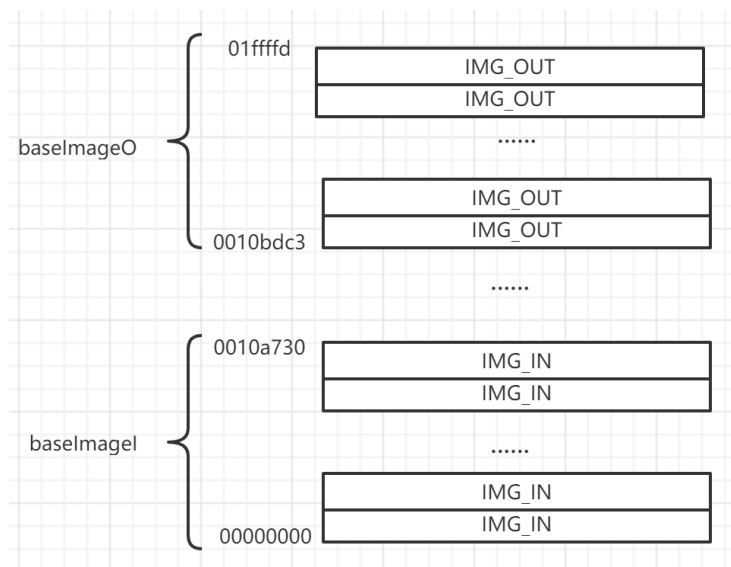 01ffffd
IMG_OUT
IMG_OUT
......
baseImageO
IMG_OUT
IMG_OUT
0010bdc3
......
0010a730
IMG_IN
IMG_IN
baseImageI
......
IMG_IN
IMG_IN
00000000